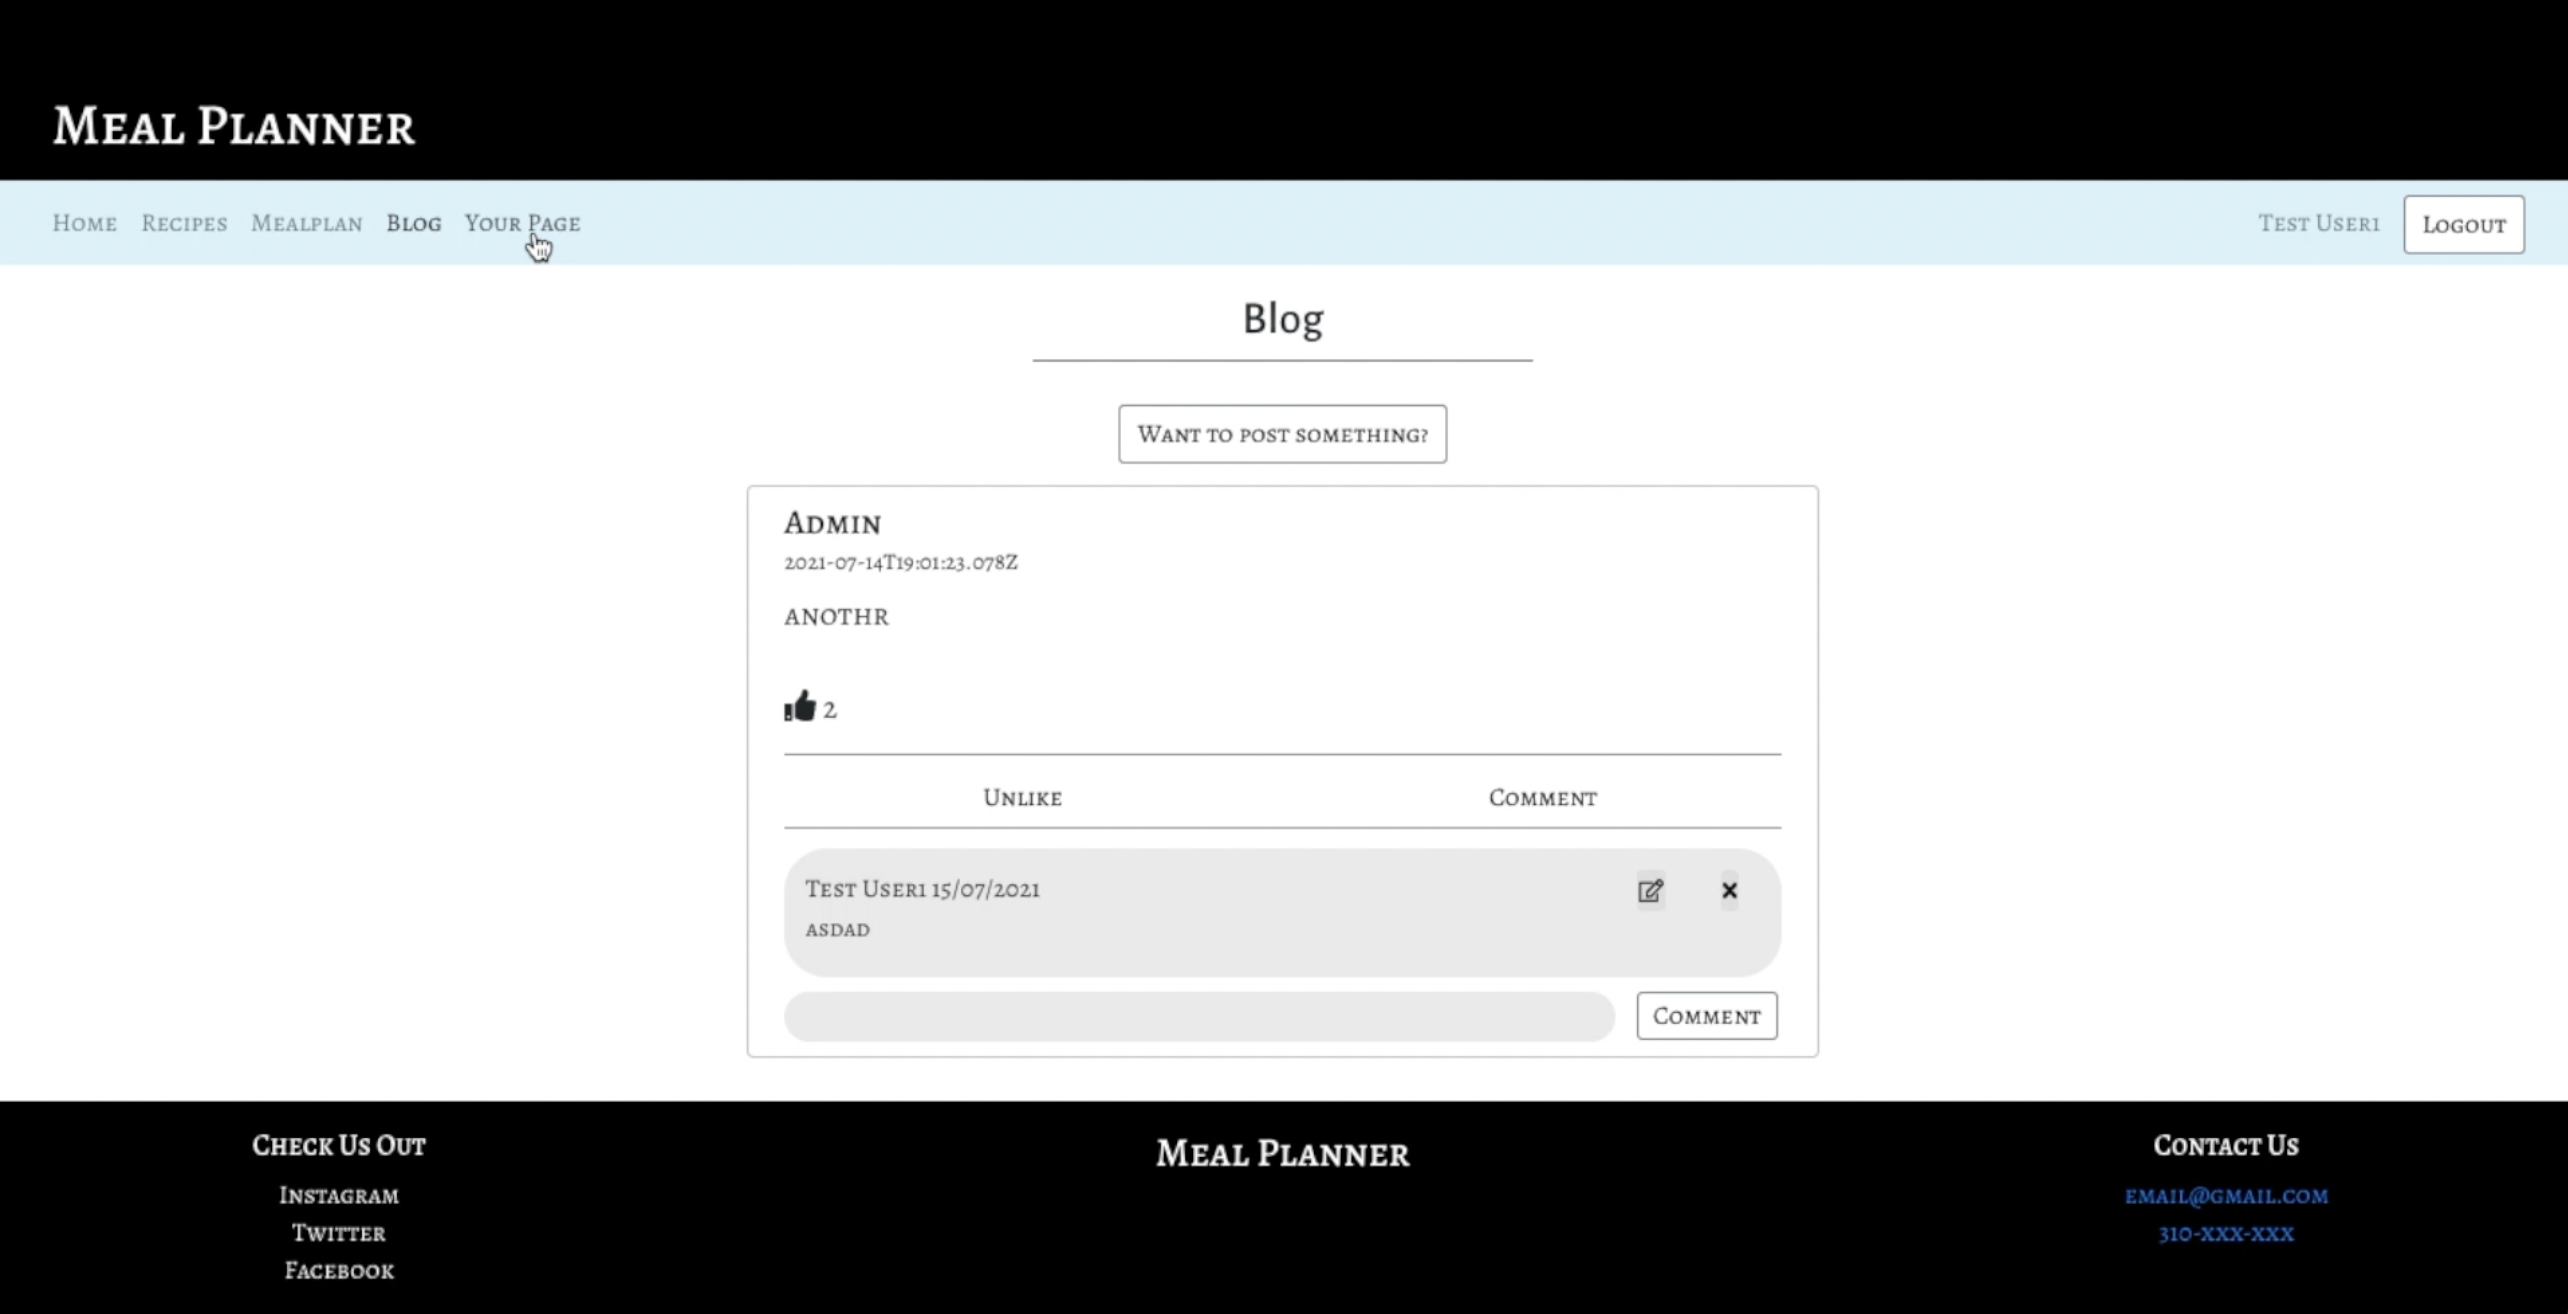 Meal Planner
Home Recipes Mealplan Blog Your Page Test User1 Logout
Blog
Want to post something?
Admin
2021-07-14T19:01:23.078Z
anothr
2
Unlike Comment
Test User1 15/07/2021
asdad
Comment
Check Us Out
Instagram
Twitter
Facebook
Meal Planner
Contact Us
email@gmail.com
310-xxx-xxx